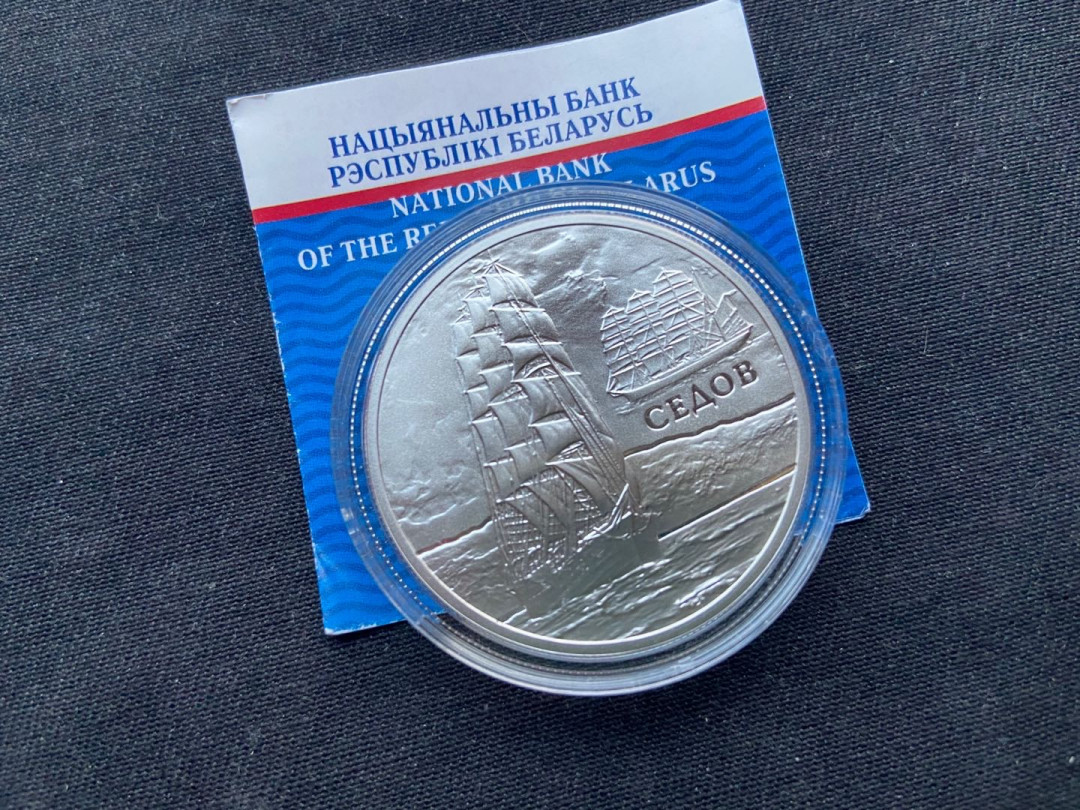 НАЦЫЯНАЛЬНЫ БАНК
РЭСПУБЛІКІ БЕЛАРУСЬ
NATIONAL BANK
OF THE
СЕДОВ